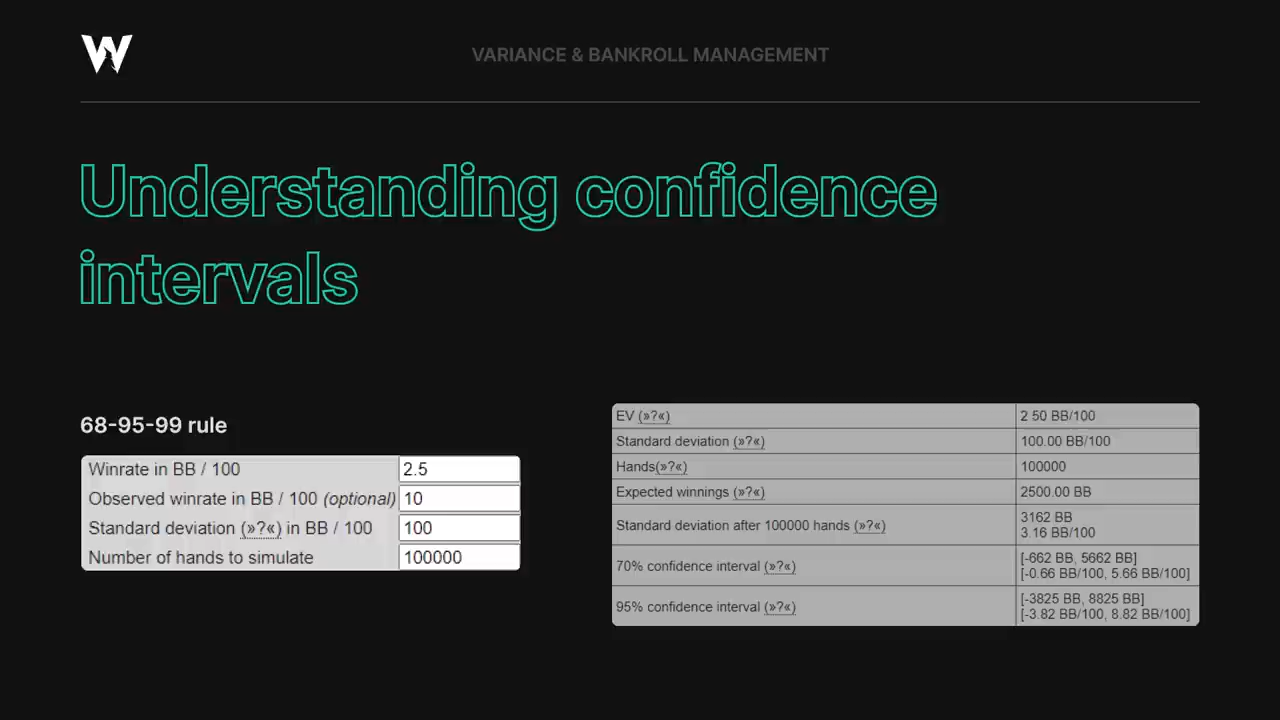 W
VARIANCE & BANKROLL MANAGEMENT
Understanding confidence
intervals
68-95-99 rule
Winrate in BB / 100 2.5
Observed winrate in BB / 100 (optional) 10
Standard deviation (»?«) in BB / 100 100
Number of hands to simulate 100000
EV (»?«) 2 50 BB/100
Standard deviation (»?«) 100.00 BB/100
Hands(»?«) 100000
Expected winnings (»?«) 2500.00 BB
Standard deviation after 100000 hands (»?«) 3162 BB
3.16 BB/100
70% confidence interval (»?«) [-662 BB, 5662 BB]
[-0.66 BB/100, 5.66 BB/100]
95% confidence interval (»?«) [-3825 BB, 8825 BB]
[-3.82 BB/100, 8.82 BB/100]